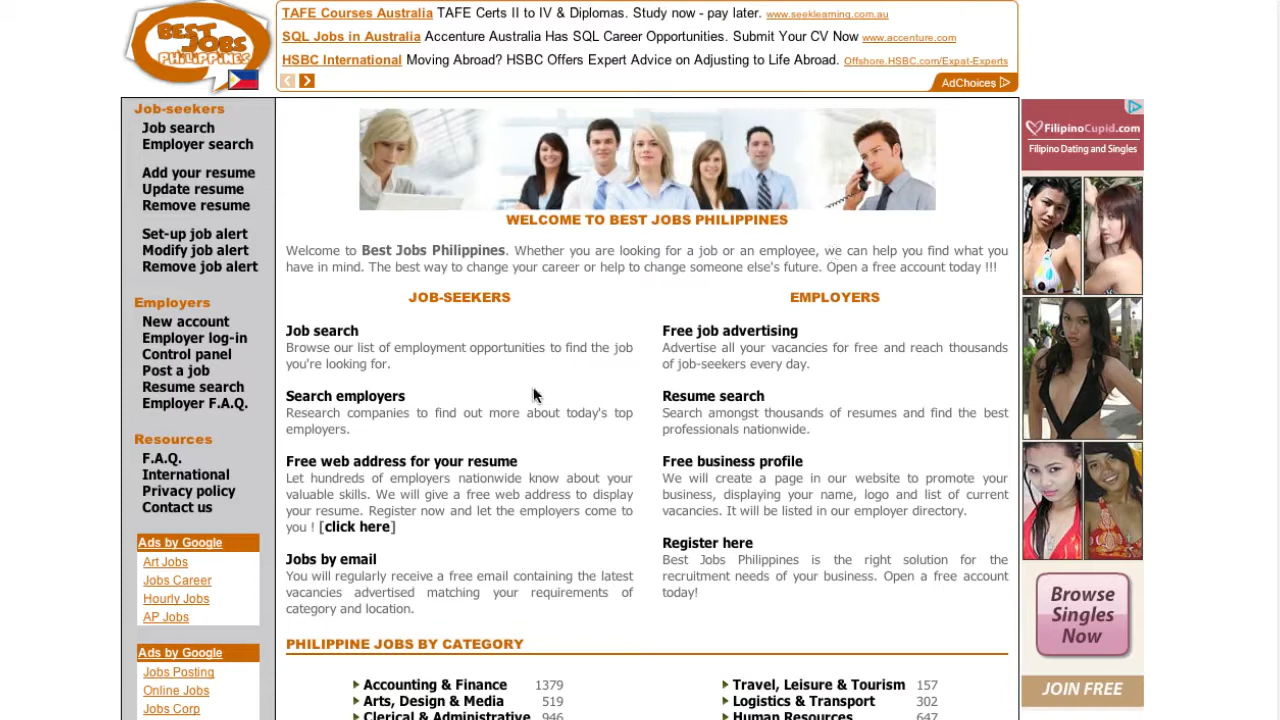 BEST
JOBS
PHILIPPINES
TAFE Courses Australia TAFE Certs II to IV & Diplomas. Study now - pay later. www.seeklearning.com.au
SQL Jobs in Australia Accenture Australia Has SQL Career Opportunities. Submit Your CV Now www.accenture.com
HSBC International Moving Abroad? HSBC Offers Expert Advice on Adjusting to Life Abroad. Offshore.HSBC.com/Expat-Experts
AdChoices
Job-seekers
Job search
Employer search
Add your resume
Update resume
Remove resume
Set-up job alert
Modify job alert
Remove job alert
Employers
New account
Employer log-in
Control panel
Post a job
Resume search
Employer F.A.Q.
Resources
F.A.Q.
International
Privacy policy
Contact us
Ads by Google
Art Jobs
Jobs Career
Hourly Jobs
AP Jobs
Ads by Google
Jobs Posting
Online Jobs
Jobs Corp
WELCOME TO BEST JOBS PHILIPPINES
Welcome to Best Jobs Philippines. Whether you are looking for a job or an employee, we can help you find what you
have in mind. The best way to change your career or help to change someone else's future. Open a free account today !!!
JOB-SEEKERS
Job search
Browse our list of employment opportunities to find the job
you're looking for.
Search employers
Research companies to find out more about today's top
employers.
Free web address for your resume
Let hundreds of employers nationwide know about your
valuable skills. We will give a free web address to display
your resume. Register now and let the employers come to
you ! [click here]
Jobs by email
You will regularly receive a free email containing the latest
vacancies advertised matching your requirements of
category and location.
EMPLOYERS
Free job advertising
Advertise all your vacancies for free and reach thousands
of job-seekers every day.
Resume search
Search amongst thousands of resumes and find the best
professionals nationwide.
Free business profile
We will create a page in our website to promote your
business, displaying your name, logo and list of current
vacancies. It will be listed in our employer directory.
Register here
Best Jobs Philippines is the right solution for the
recruitment needs of your business. Open a free account
today!
PHILIPPINE JOBS BY CATEGORY
Accounting & Finance 1379
Arts, Design & Media 519
Clerical & Administrative 946
Travel, Leisure & Tourism 157
Logistics & Transport 302
Human Resources 647
FilipinoCupid.com
Filipino Dating and Singles
Browse
Singles
Now
JOIN FREE